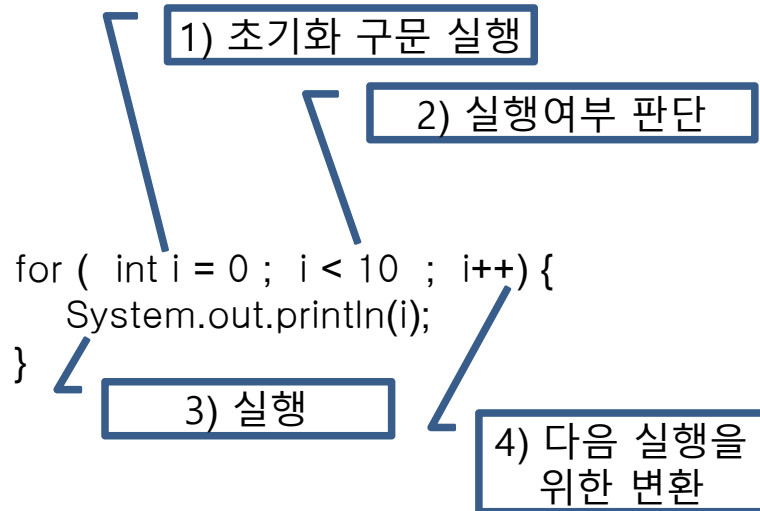 1) 초기화 구문 실행
2) 실행여부 판단
for ( int i = 0 ; i < 10 ; i++) {
System.out.println(i);
}
3) 실행
4) 다음 실행을
위한 변환